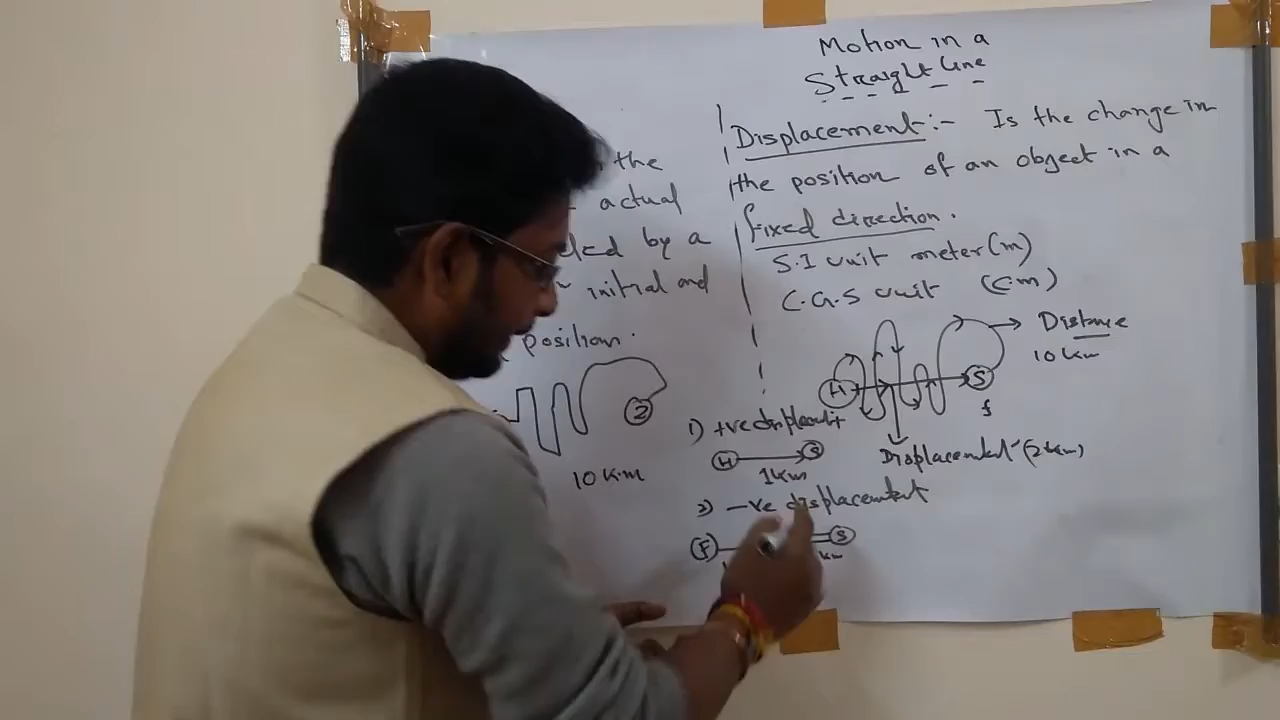 Motion in a
Straight line
the
actual
by a
initial and
position.
2
10 Km
Displacement:- Is the change in
the position of an object in a
fixed direction.
S.I unit meter(m)
C.G.S unit (cm)
H
S
f
Distance
10 km
Displacement (2km)
1) +ve displacement
H
S
1km
2) -ve displacement
F
S
km